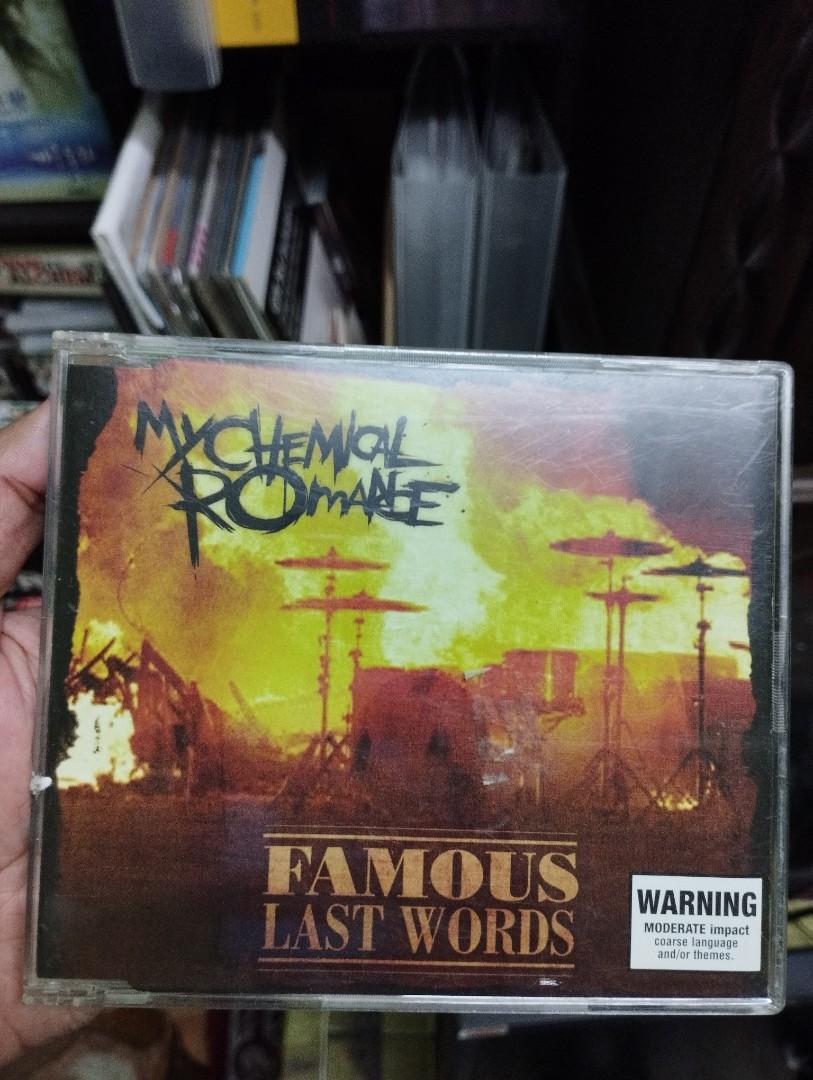 MY CHEMICAL
ROMANCE
FAMOUS
LAST WORDS
WARNING
MODERATE impact
coarse language
and/or themes.